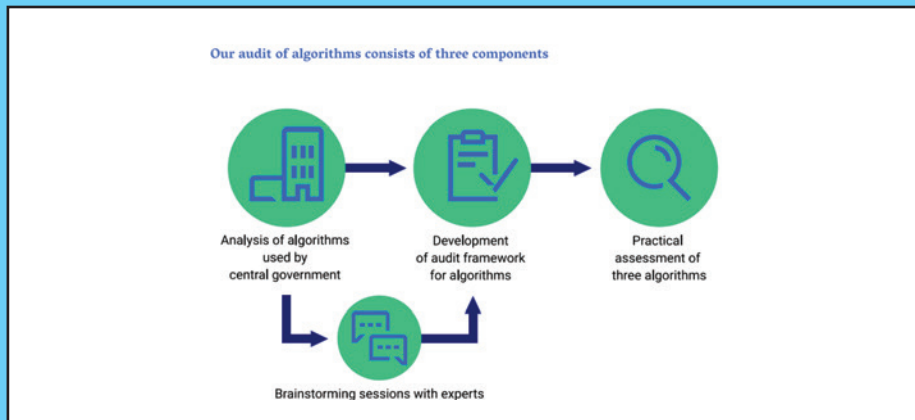 Our audit of algorithms consists of three components
Analysis of algorithms
used by
central government
Development
of audit framework
for algorithms
Practical
assessment of
three algorithms
Brainstorming sessions with experts